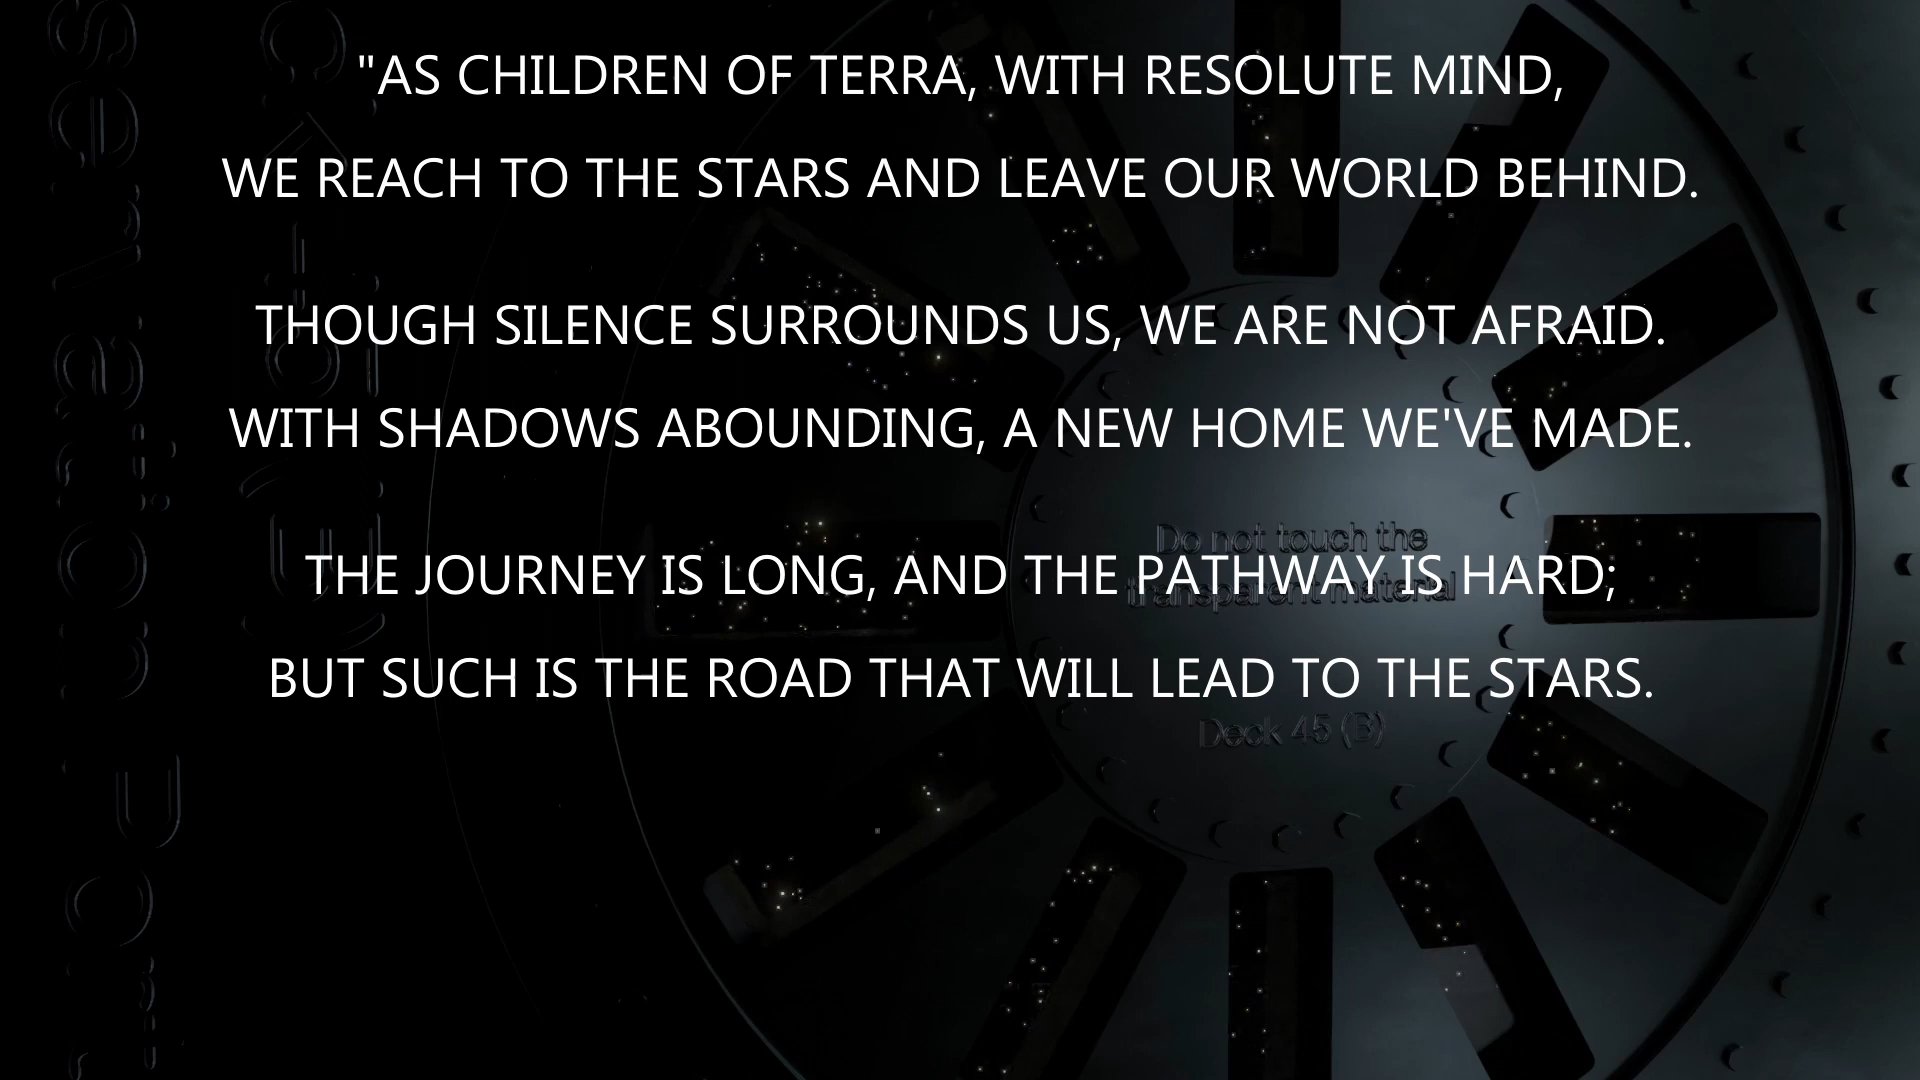 "AS CHILDREN OF TERRA, WITH RESOLUTE MIND,
WE REACH TO THE STARS AND LEAVE OUR WORLD BEHIND.
THOUGH SILENCE SURROUNDS US, WE ARE NOT AFRAID.
WITH SHADOWS ABOUNDING, A NEW HOME WE'VE MADE.
THE JOURNEY IS LONG, AND THE PATHWAY IS HARD;
BUT SUCH IS THE ROAD THAT WILL LEAD TO THE STARS.
Do not touch the
transparent material
Deck 45 (B)